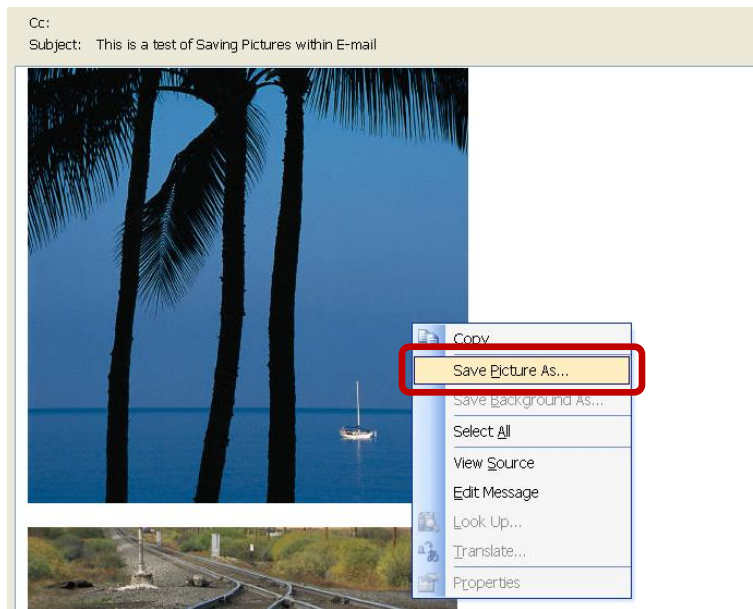 Cc:
Subject: This is a test of Saving Pictures within E-mail
Copy
Save Picture As...
Save Background As...
Select All
View Source
Edit Message
Look Up...
Translate...
Properties